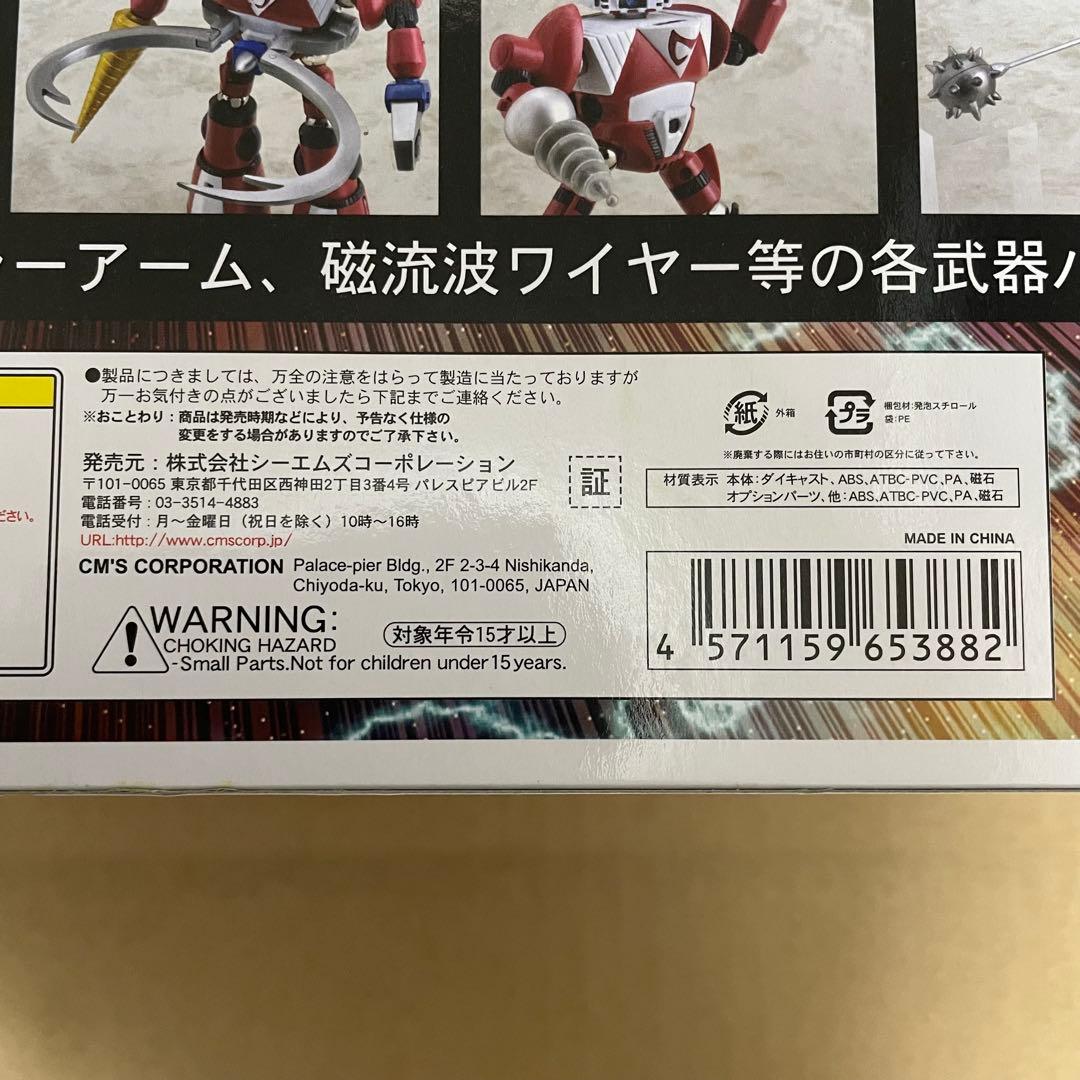 ーアーム、磁流波ワイヤー等の各武器
●製品につきましては、万全の注意をはらって製造に当たっておりますが
万一お気付きの点がございましたら下記までご連絡ください。
※おことわり：商品は発売時期などにより、予告なく仕様の
変更をする場合がありますのでご了承下さい。
発売元：株式会社シーエムズコーポレーション
〒101-0065 東京都千代田区西神田2丁目3番4号 パレスピアビル2F
電話番号：03-3514-4883
電話受付：月〜金曜日（祝日を除く）10時〜16時
URL:http://www.cmscorp.jp/
CM'S CORPORATION Palace-pier Bldg., 2F 2-3-4 Nishikanda,
Chiyoda-ku, Tokyo, 101-0065, JAPAN
WARNING:
CHOKING HAZARD
-Small Parts.Not for children under 15 years.
対象年令15才以上
証
紙 外箱
プラ 梱包材:発泡スチロール
袋:PE
※廃棄する際にはお住いの市町村の区分に従って下さい。
材質表示 本体：ダイキャスト、ABS、ATBC-PVC、PA、磁石
オプションパーツ、他：ABS、ATBC-PVC、PA、磁石
MADE IN CHINA
4 571159 653882
ださい。